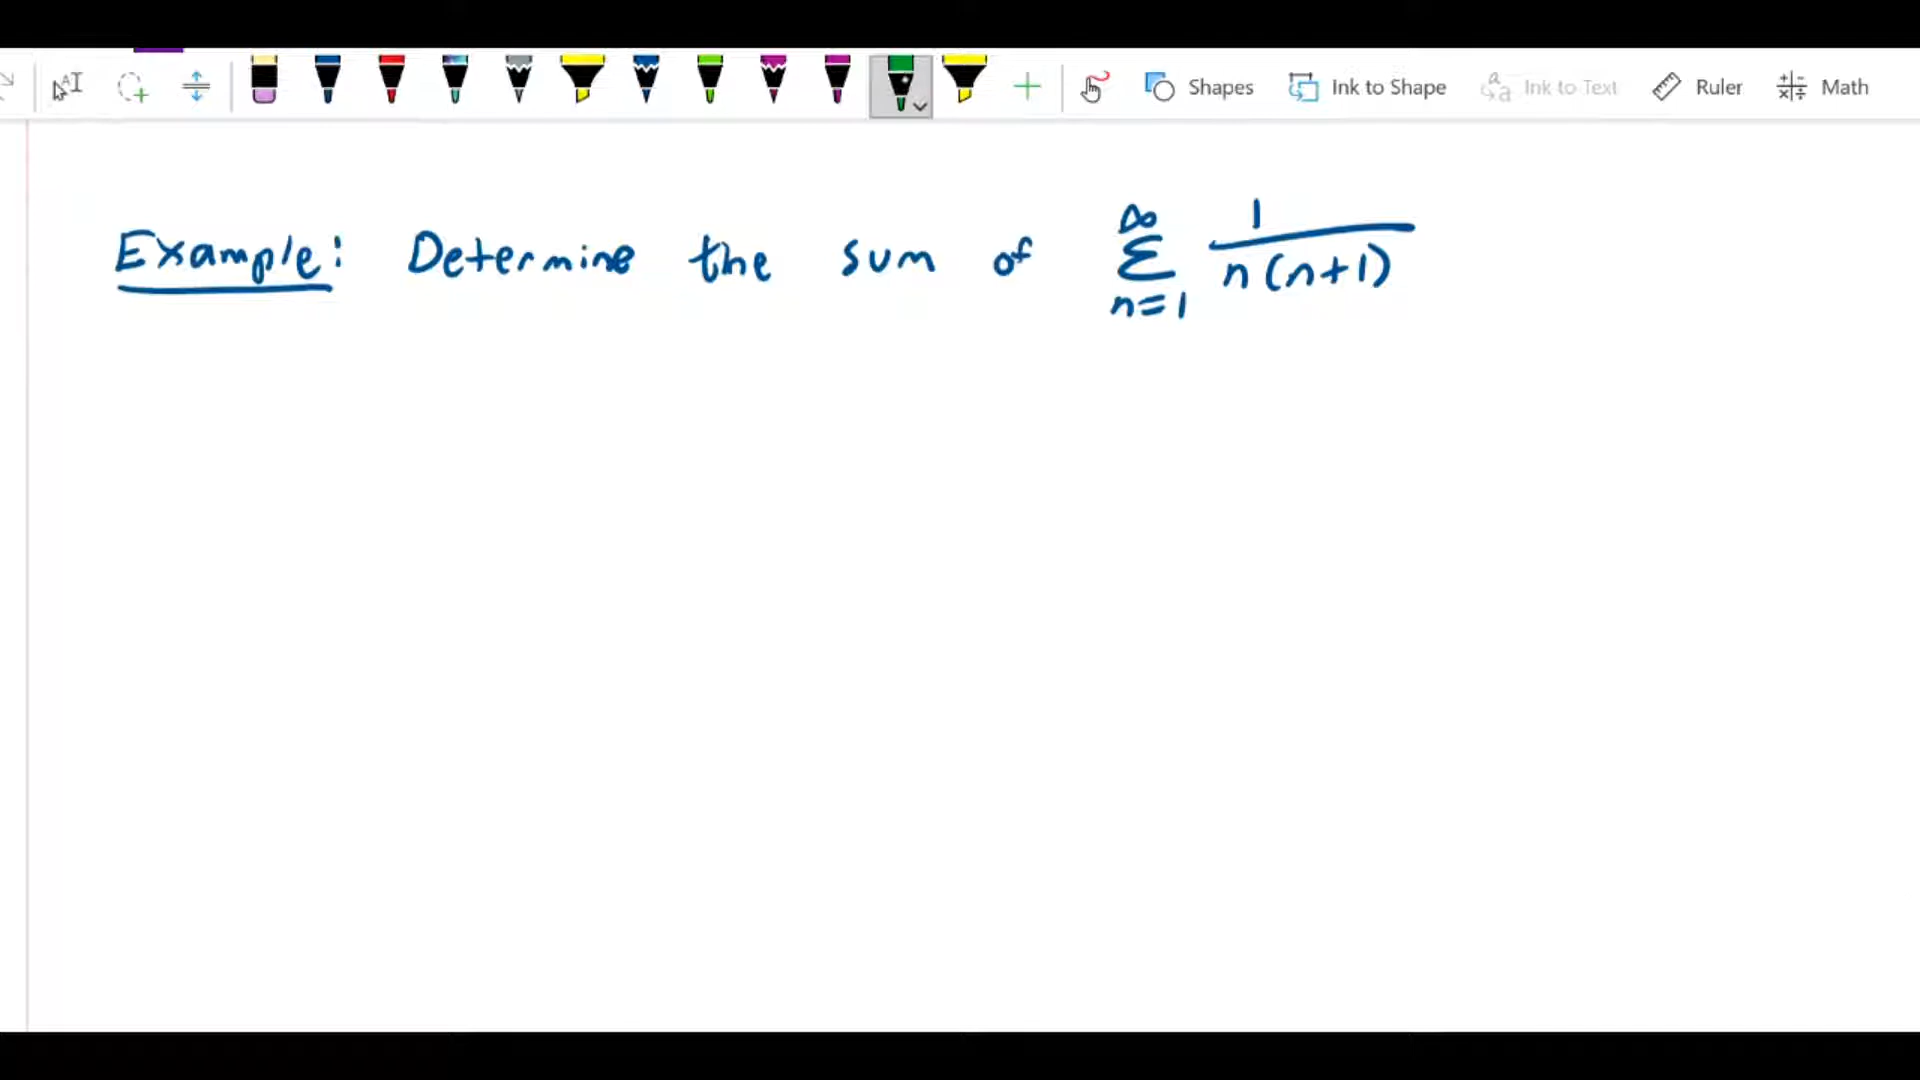 Shapes Ink to Shape Ink to Text Ruler Math
Example: Determine the sum of ∞ Σ n=1 1/n(n+1)